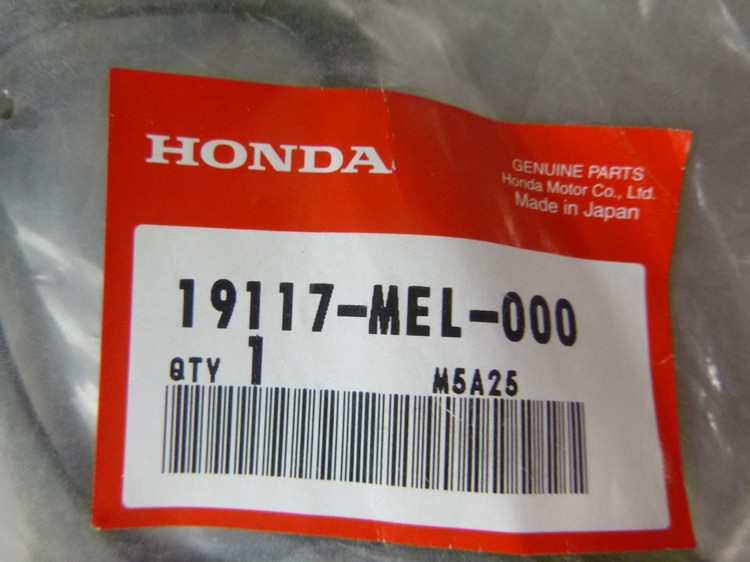 HONDA
GENUINE PARTS
Honda Motor Co., Ltd.
Made in Japan
19117-MEL-000
QTY 1 M5A25